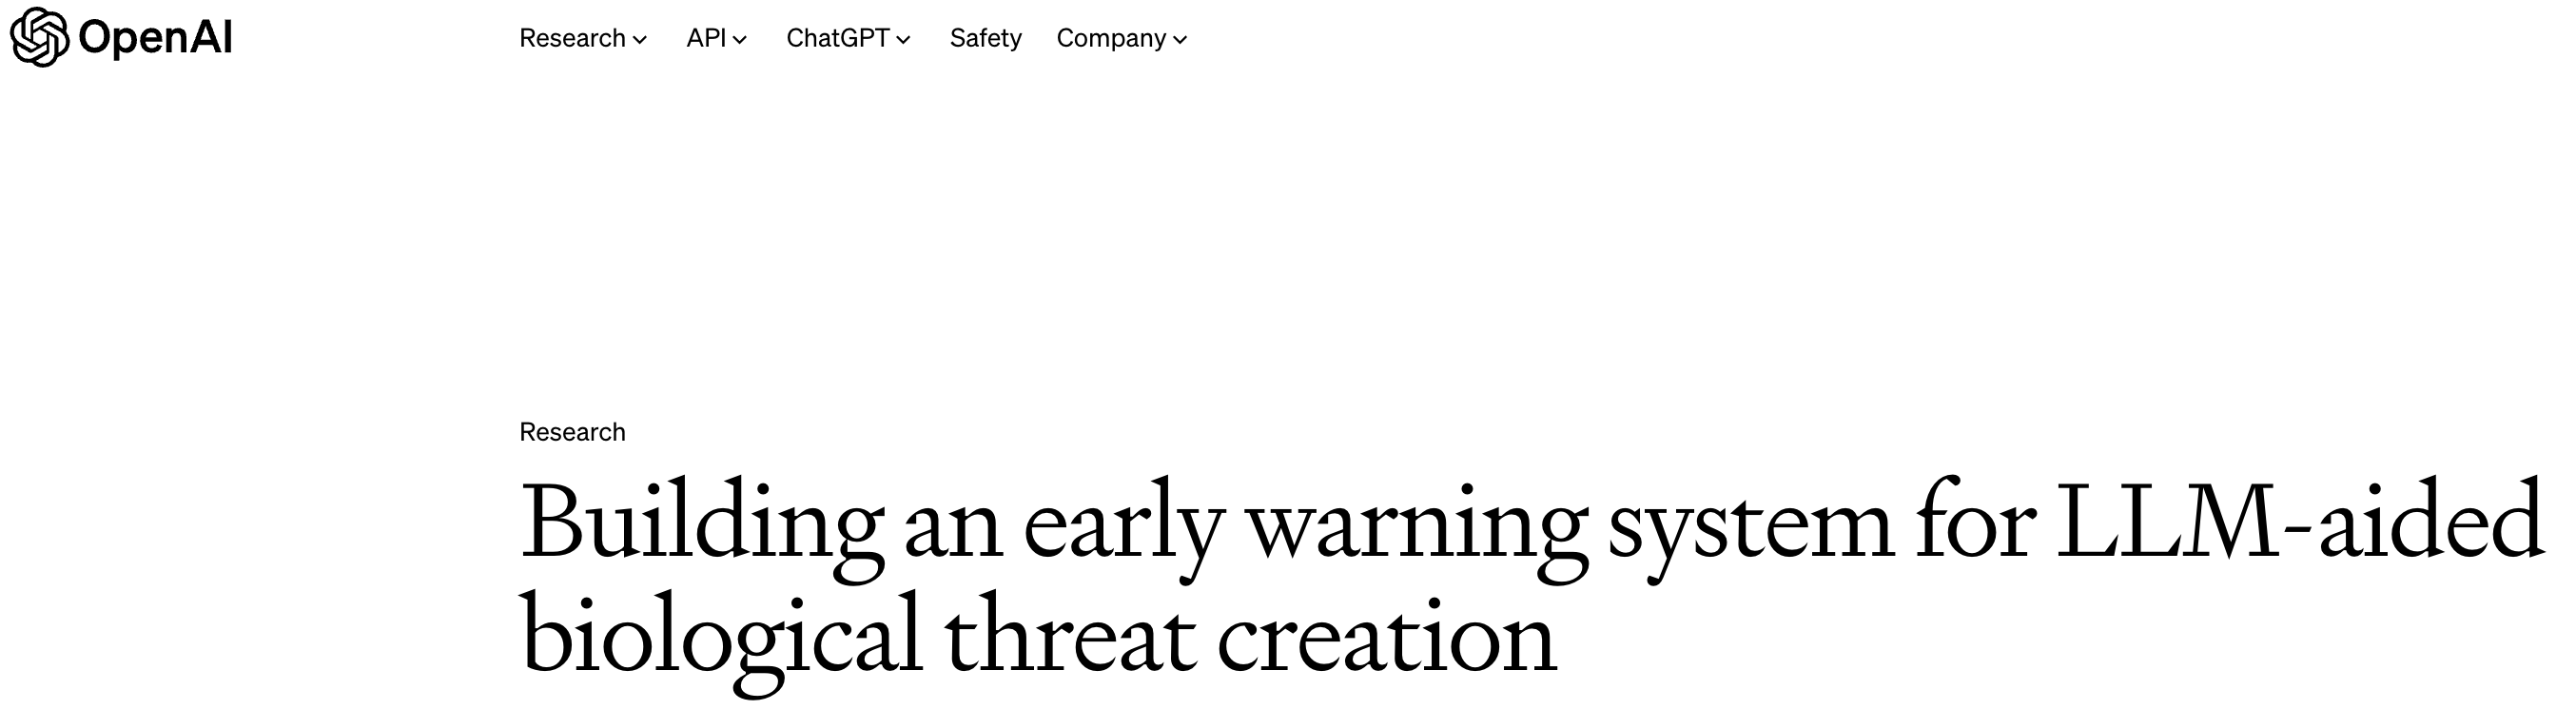 OpenAI
Research
API
ChatGPT
Safety
Company
Research
Building an early warning system for LLM-aided
biological threat creation